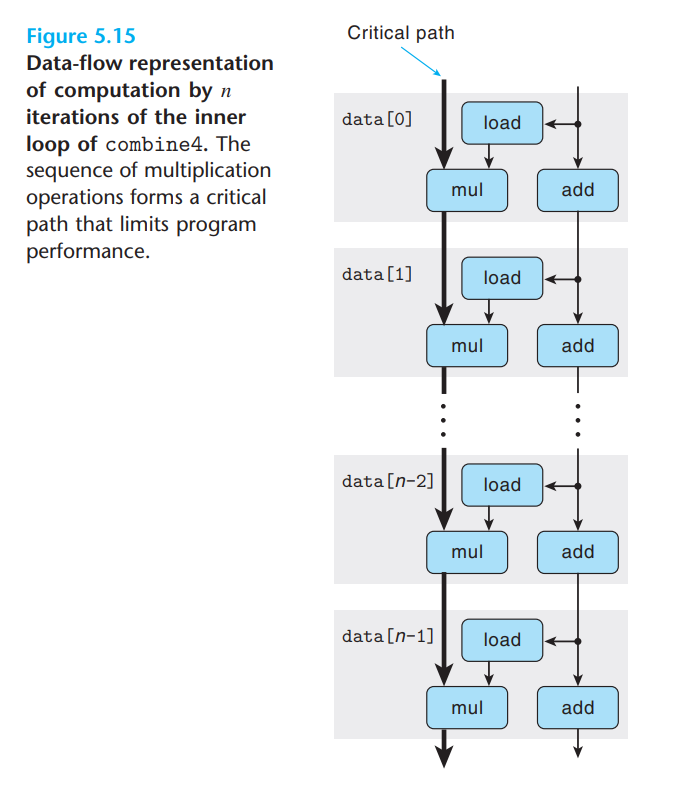 Figure 5.15
Data-flow representation
of computation by n
iterations of the inner
loop of combine4. The
sequence of multiplication
operations forms a critical
path that limits program
performance.
Critical path
data[0]
load
mul
add
data[1]
load
mul
add
data[n-2]
load
mul
add
data[n-1]
load
mul
add